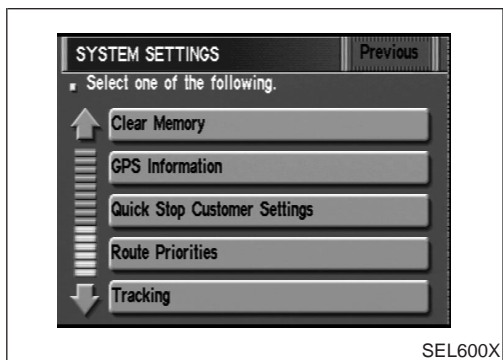 SYSTEM SETTINGS
Previous
Select one of the following.
Clear Memory
GPS Information
Quick Stop Customer Settings
Route Priorities
Tracking
SEL600X